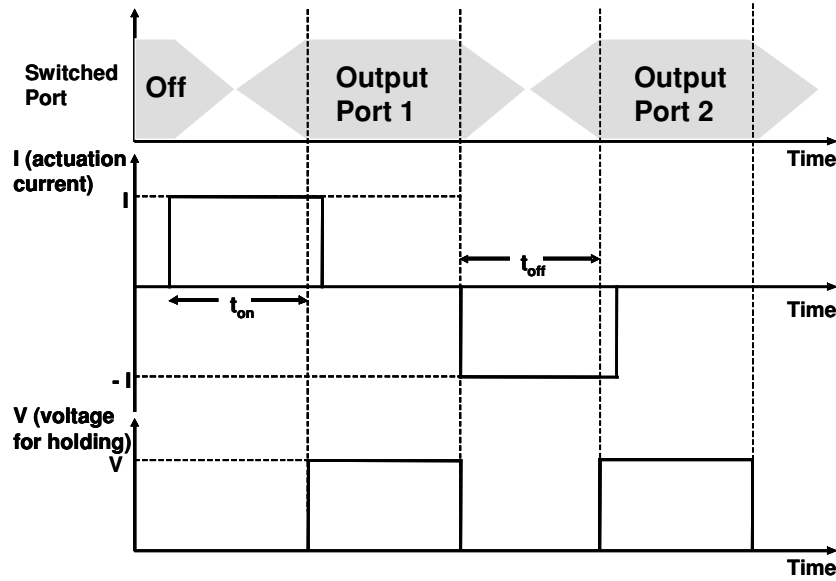 Switched
Port
Off
Output
Port 1
Output
Port 2
Time
I (actuation
current)
I
t_off
t_on
Time
- I
V (voltage
for holding)
V
Time